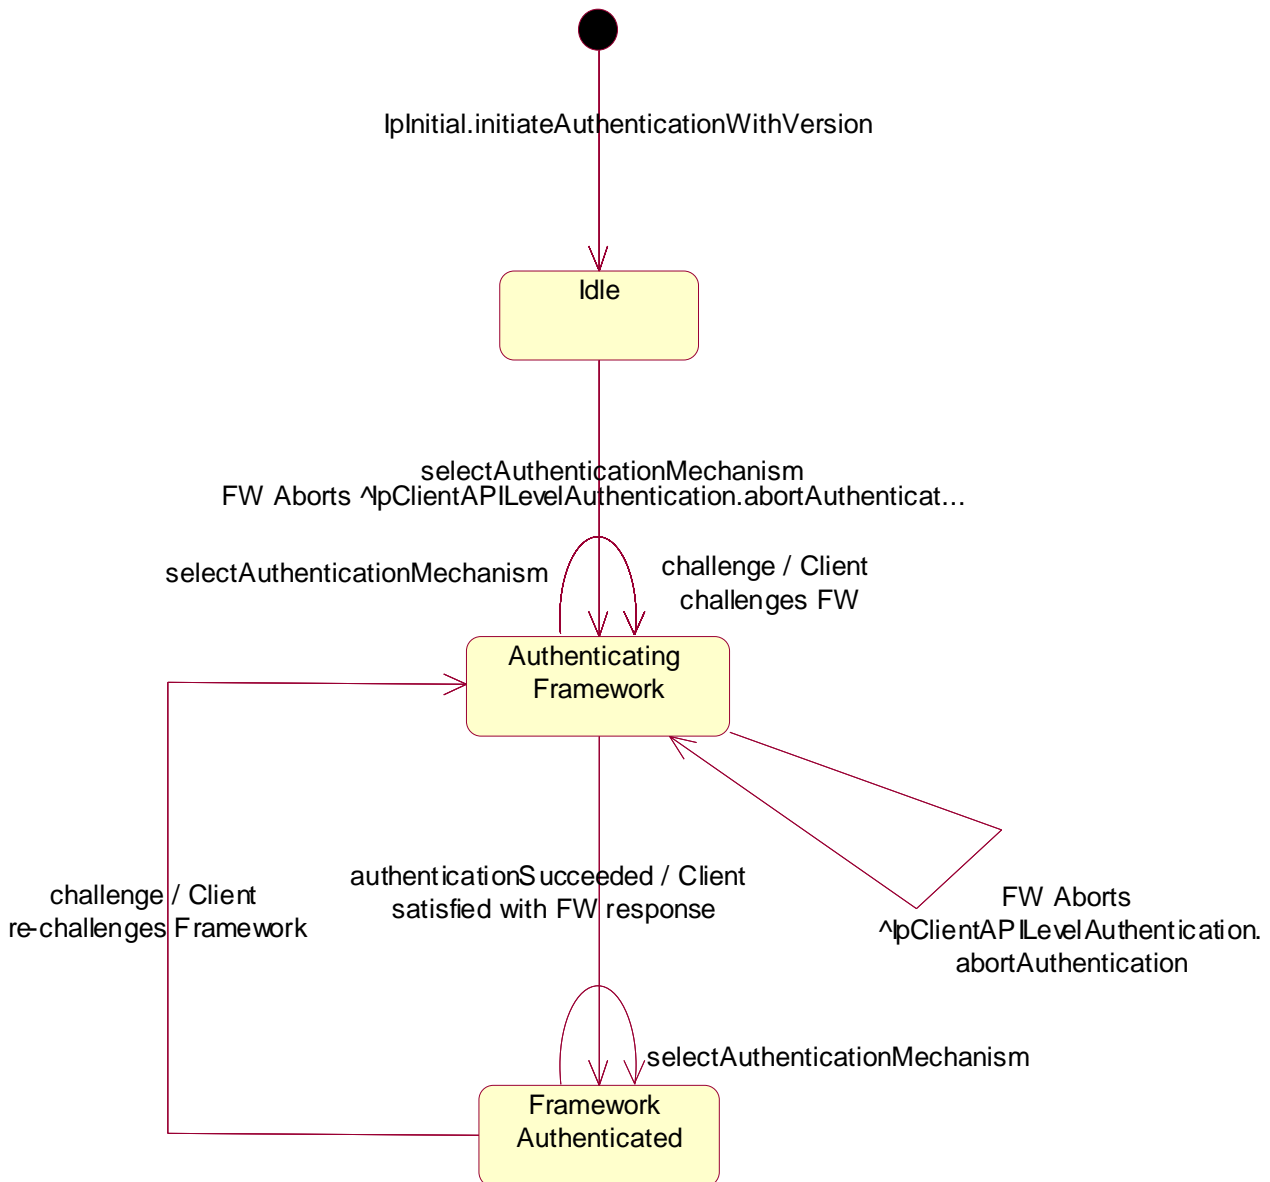 IpInitial.initiateAuthenticationWithVersion
Idle
selectAuthenticationMechanism
FW Aborts ^IpClientAPILevelAuthentication.abortAuthenticat...
selectAuthenticationMechanism
challenge / Client
challenges FW
Authenticating
Framework
challenge / Client
re-challenges Framework
authenticationSucceeded / Client
satisfied with FW response
FW Aborts
^IpClientAPILevelAuthentication.
abortAuthentication
selectAuthenticationMechanism
Framework
Authenticated